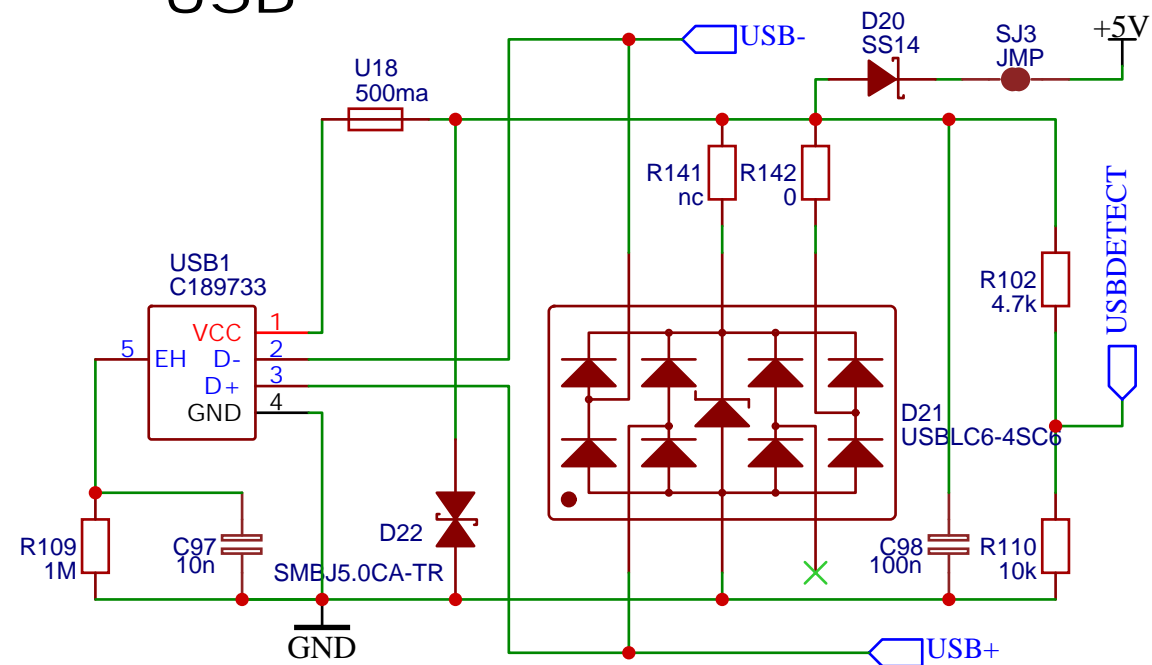 USB
USB-
D20
SS14
SJ3
JMP
+5V
U18
500ma
R141
nc
R142
0
USBDETECT
USB1
C189733
R102
4.7k
VCC
1
5
EH
D-
2
D+
3
GND
4
D21
USBLC6-4SC6
R109
1M
C97
10n
D22
SMBJ5.0CA-TR
C98
100n
R110
10k
GND
USB+